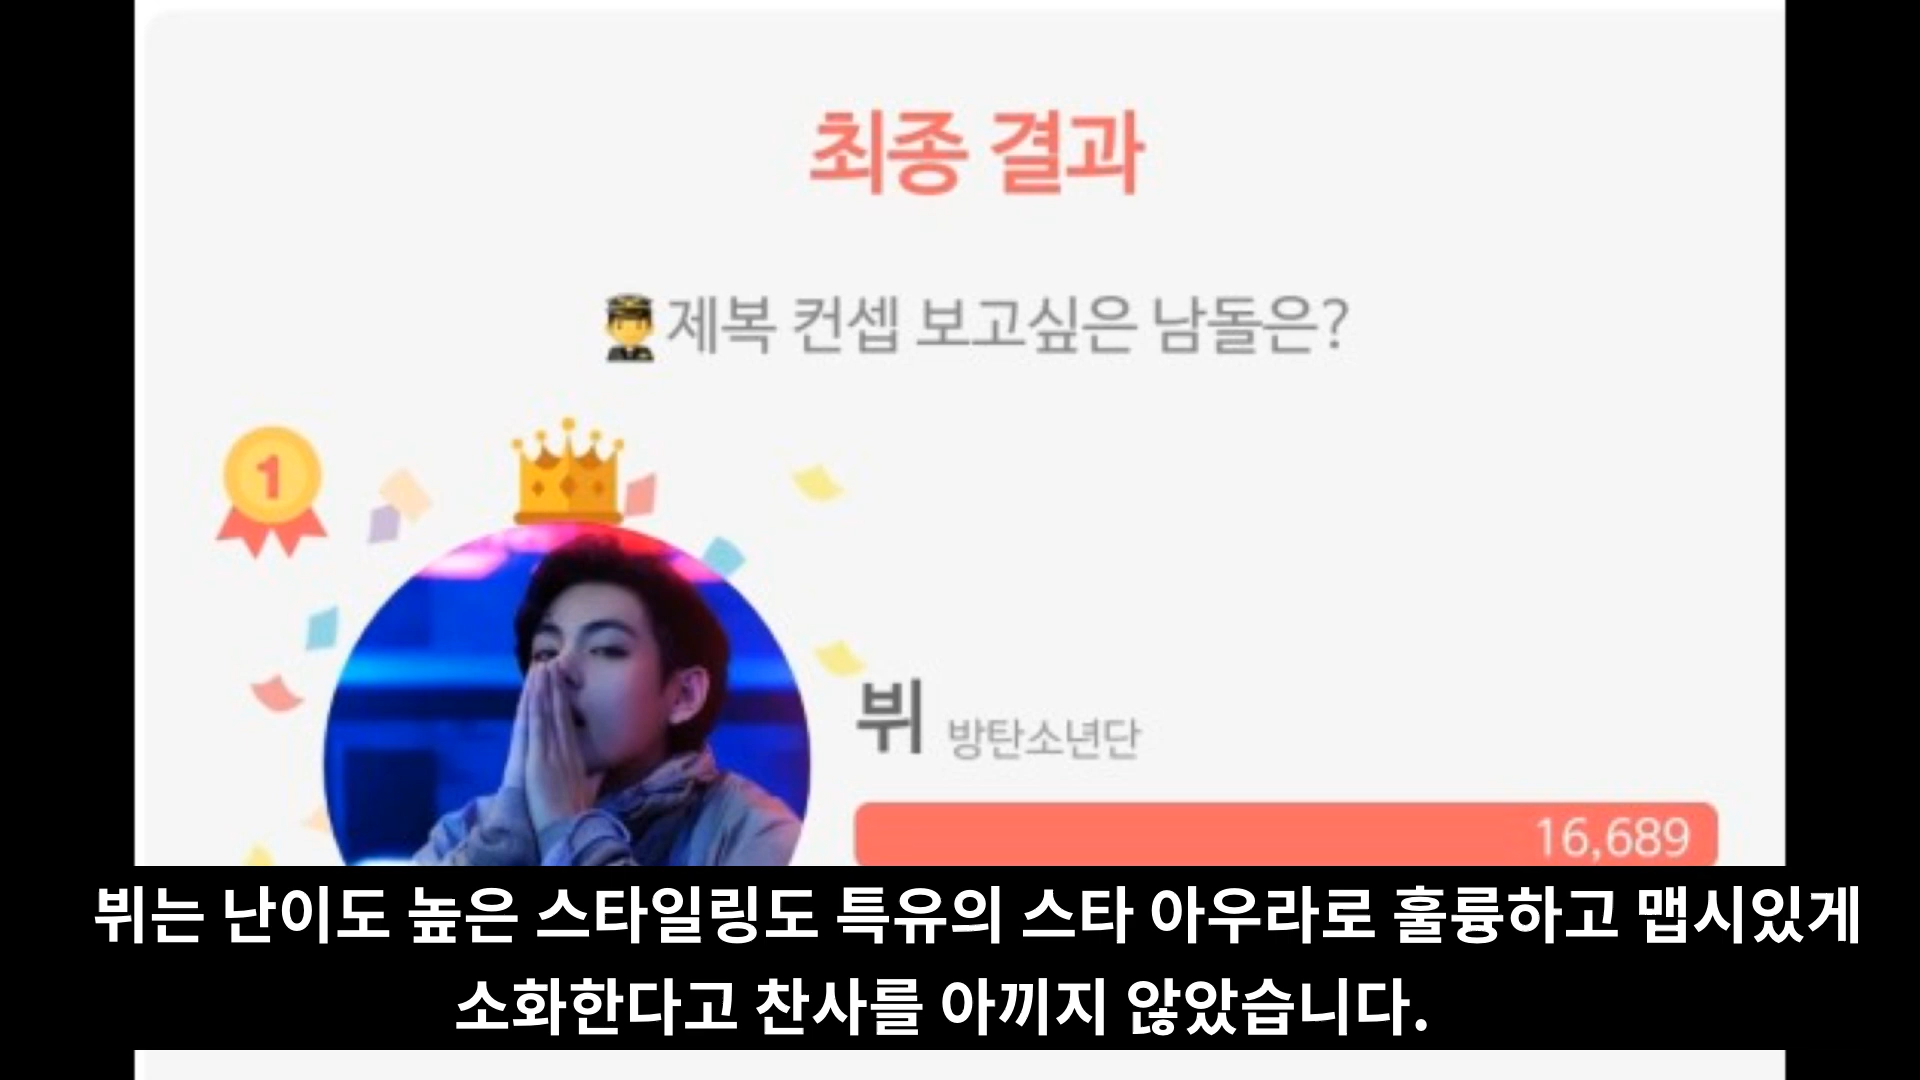 최종 결과
제복 컨셉 보고싶은 남돌은?
1
뷔 방탄소년단
16,689
뷔는 난이도 높은 스타일링도 특유의 스타 아우라로 훌륭하고 맵시있게
소화한다고 찬사를 아끼지 않았습니다.